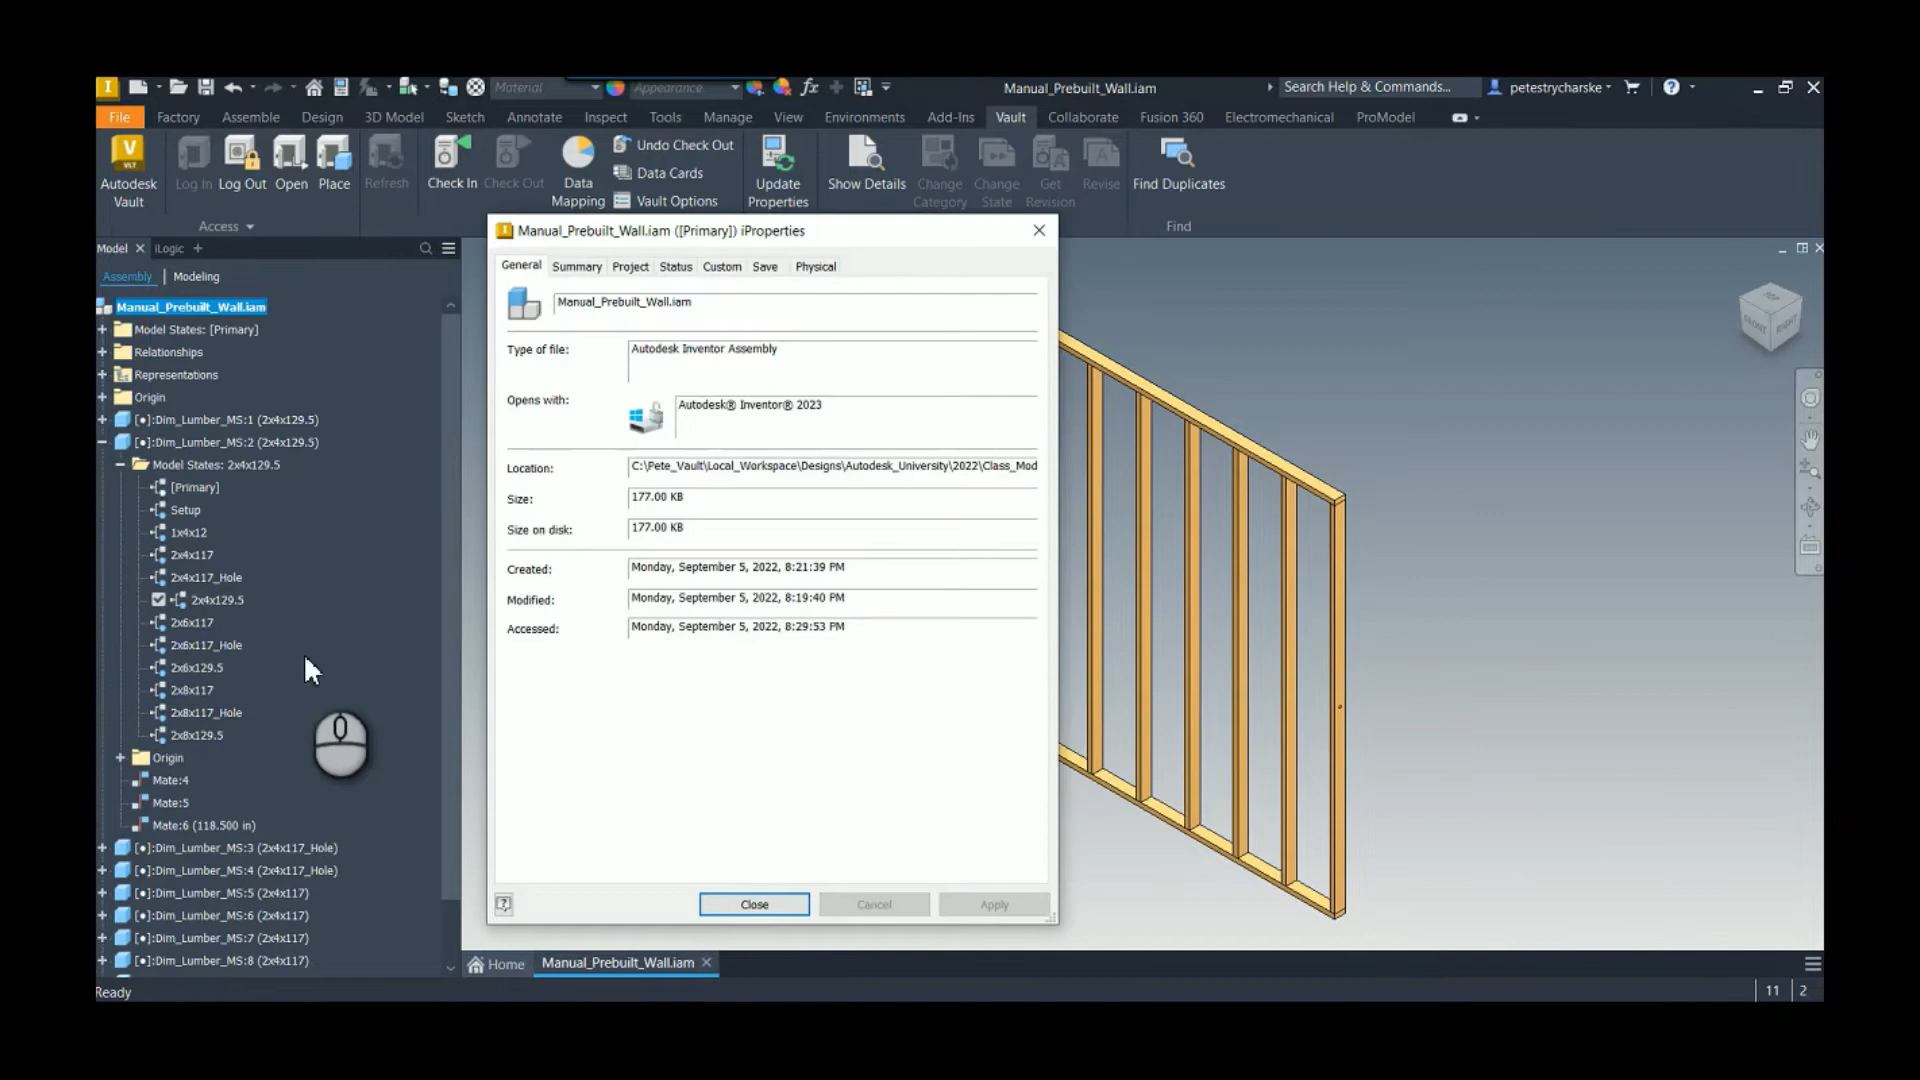 Material
Appearance
Manual_Prebuilt_Wall.iam
Search Help & Commands...
petestrycharske
File
Factory
Assemble
Design
3D Model
Sketch
Annotate
Inspect
Tools
Manage
View
Environments
Add-Ins
Vault
Collaborate
Fusion 360
Electromechanical
ProModel
VLT
Autodesk
Vault
Log In
Log Out
Open
Place
Refresh
Check In
Check Out
Data
Mapping
Undo Check Out
Data Cards
Vault Options
Update
Properties
Show Details
Change
Category
Change
State
Get
Revision
Revise
Find Duplicates
Access
Find
Model
iLogic
Assembly
Modeling
Manual_Prebuilt_Wall.iam
Model States: [Primary]
Relationships
Representations
Origin
[•]:Dim_Lumber_MS:1 (2x4x129.5)
[•]:Dim_Lumber_MS:2 (2x4x129.5)
Model States: 2x4x129.5
[Primary]
Setup
1x4x12
2x4x117
2x4x117_Hole
2x4x129.5
2x6x117
2x6x117_Hole
2x6x129.5
2x8x117
2x8x117_Hole
2x8x129.5
Origin
Mate:4
Mate:5
Mate:6 (118.500 in)
[•]:Dim_Lumber_MS:3 (2x4x117_Hole)
[•]:Dim_Lumber_MS:4 (2x4x117_Hole)
[•]:Dim_Lumber_MS:5 (2x4x117)
[•]:Dim_Lumber_MS:6 (2x4x117)
[•]:Dim_Lumber_MS:7 (2x4x117)
[•]:Dim_Lumber_MS:8 (2x4x117)
Manual_Prebuilt_Wall.iam ([Primary]) iProperties
General
Summary
Project
Status
Custom
Save
Physical
Manual_Prebuilt_Wall.iam
Type of file:
Autodesk Inventor Assembly
Opens with:
Autodesk® Inventor® 2023
Location:
C:\Pete_Vault\Local_Workspace\Designs\Autodesk_University\2022\Class_Mod
Size:
177.00 KB
Size on disk:
177.00 KB
Created:
Monday, September 5, 2022, 8:21:39 PM
Modified:
Monday, September 5, 2022, 8:19:40 PM
Accessed:
Monday, September 5, 2022, 8:29:53 PM
Close
Cancel
Apply
TOP
FRONT
RIGHT
Home
Manual_Prebuilt_Wall.iam
Ready
11
2